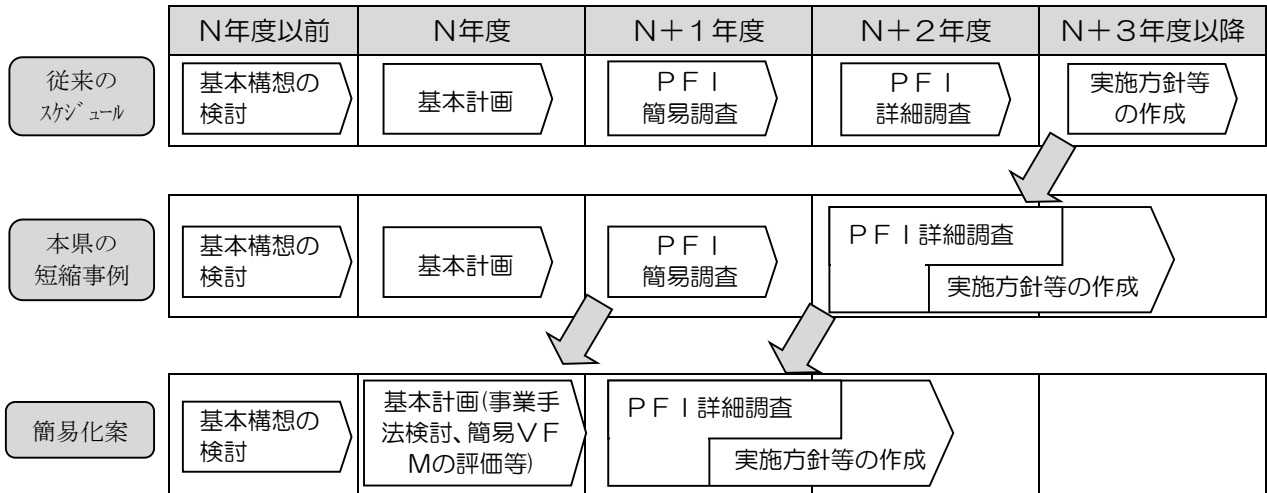 N年度以前
N年度
N＋1年度
N＋2年度
N＋3年度以降
従来の
ｽｹｼﾞｭｰﾙ
基本構想の
検討
基本計画
ＰＦＩ
簡易調査
ＰＦＩ
詳細調査
実施方針等
の作成
本県の
短縮事例
基本構想の
検討
基本計画
ＰＦＩ
簡易調査
ＰＦＩ詳細調査
実施方針等の作成
簡易化案
基本構想の
検討
基本計画(事業手
法検討、簡易ＶＦ
Ｍの評価等)
ＰＦＩ詳細調査
実施方針等の作成